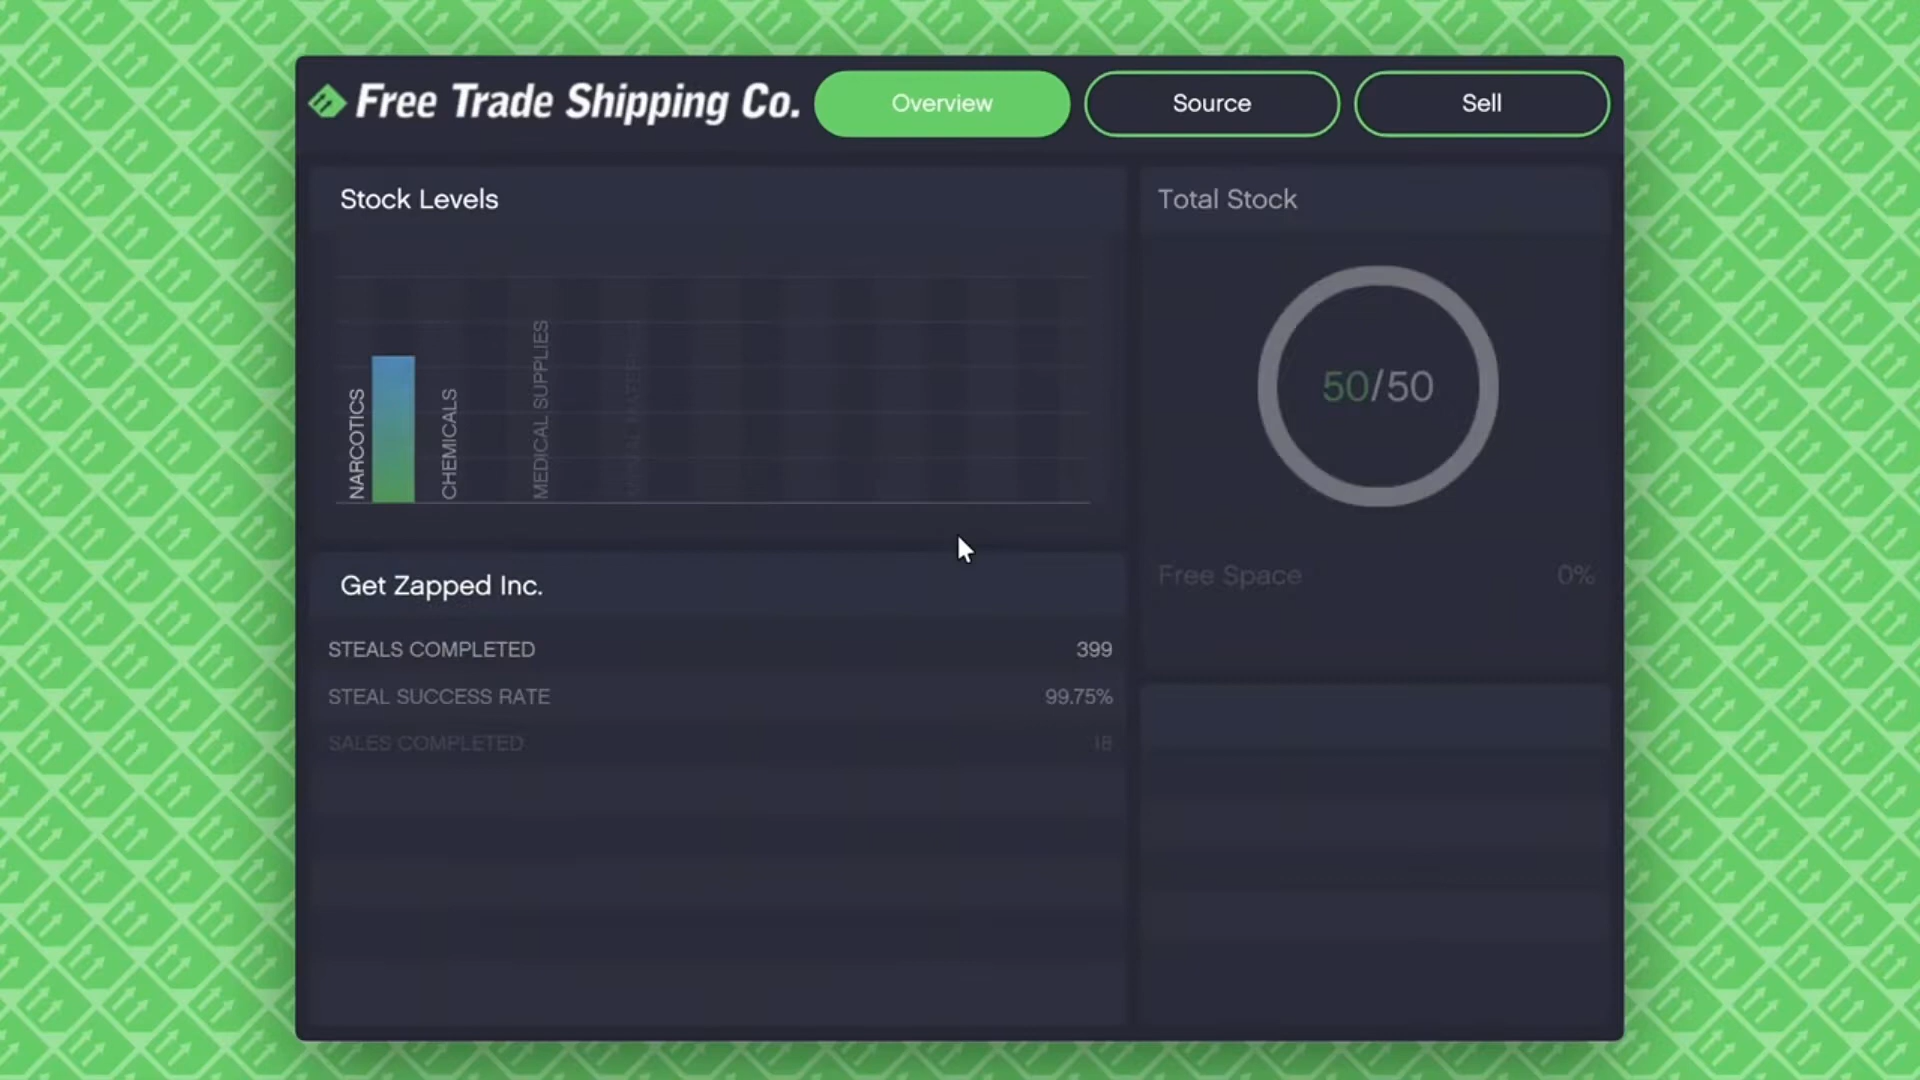 Free Trade Shipping Co.
Overview
Source
Sell
Stock Levels
NARCOTICS
CHEMICALS
MEDICAL SUPPLIES
Total Stock
50/50
Free Space 0%
Get Zapped Inc.
STEALS COMPLETED 399
STEAL SUCCESS RATE 99.75%
SALES COMPLETED 18